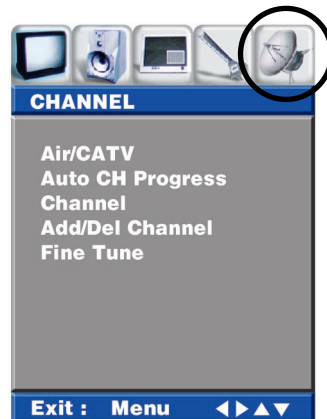 CHANNEL
Air/CATV
Auto CH Progress
Channel
Add/Del Channel
Fine Tune
Exit : Menu ◀▶▲▼